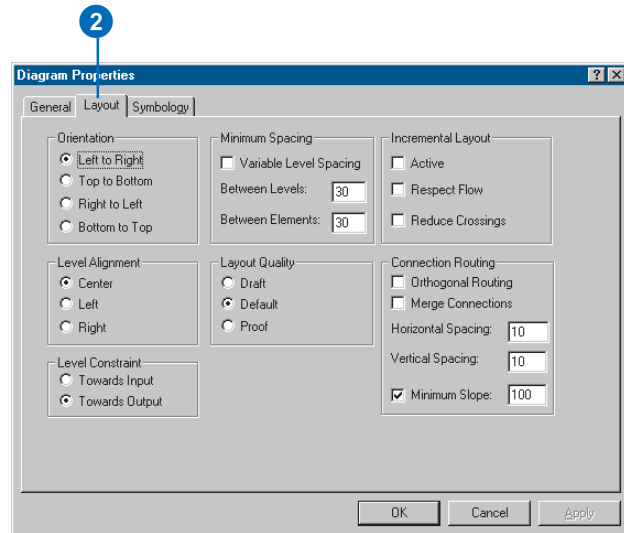 2
Diagram Properties
General Layout Symbology
Orientation
Left to Right
Top to Bottom
Right to Left
Bottom to Top
Minimum Spacing
Variable Level Spacing
Between Levels: 30
Between Elements: 30
Incremental Layout
Active
Respect Flow
Reduce Crossings
Level Alignment
Center
Left
Right
Layout Quality
Draft
Default
Proof
Connection Routing
Orthogonal Routing
Merge Connections
Horizontal Spacing: 10
Vertical Spacing: 10
Minimum Slope: 100
Level Constraint
Towards Input
Towards Output
OK Cancel Apply